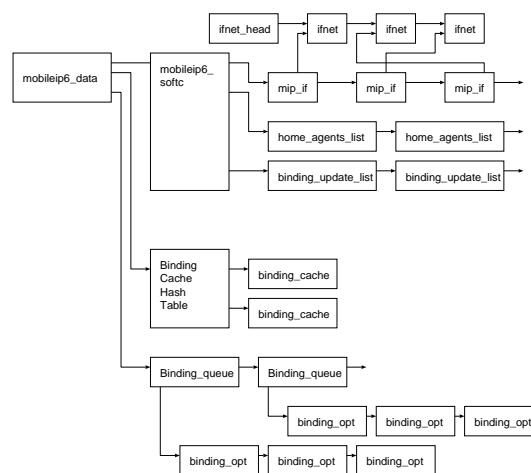 ifnet_head
ifnet
ifnet
ifnet
mobileip6_data
mobileip6_
softc
mip_if
mip_if
mip_if
home_agents_list
home_agents_list
binding_update_list
binding_update_list
Binding
Cache
Hash
Table
binding_cache
binding_cache
Binding_queue
Binding_queue
binding_opt
binding_opt
binding_opt
binding_opt
binding_opt
binding_opt